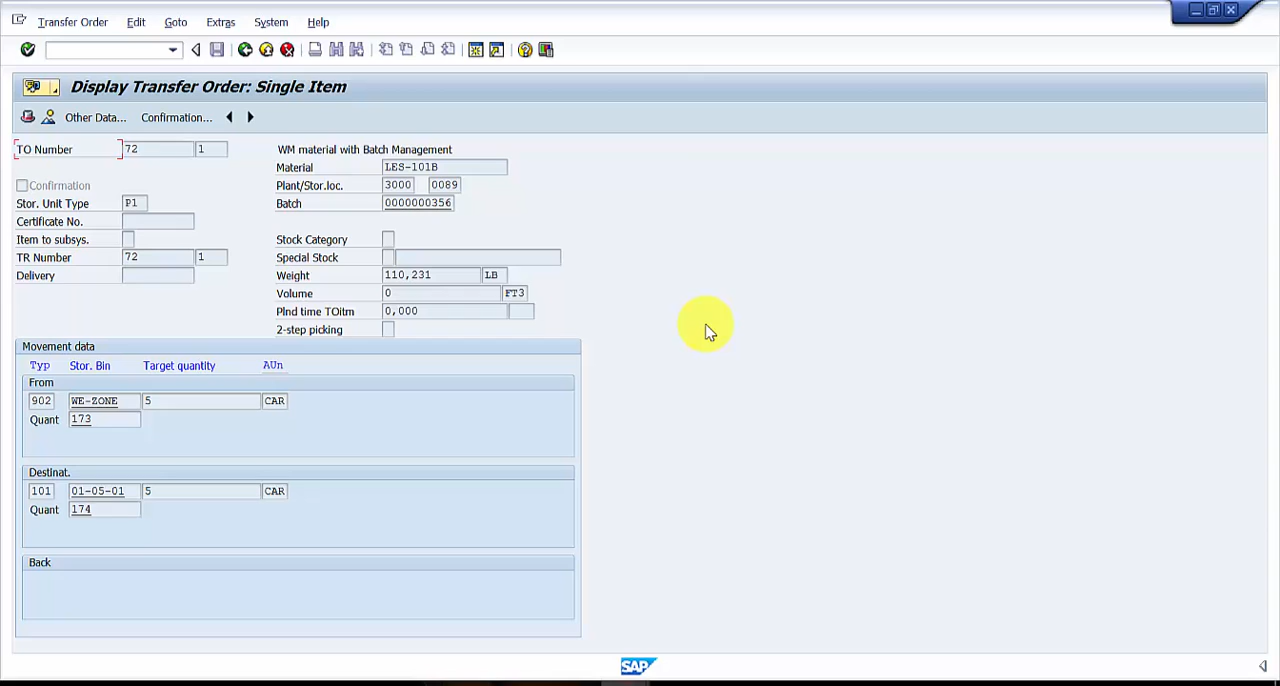 Transfer Order Edit Goto Extras System Help
Display Transfer Order: Single Item
Other Data... Confirmation...
TO Number 72 1 WM material with Batch Management
Material LES-101B
Confirmation Plant/Stor.loc. 3000 0089
Stor. Unit Type P1 Batch 0000000356
Certificate No.
Item to subsys. Stock Category
TR Number 72 1 Special Stock
Delivery Weight 110,231 LB
Volume 0 FT3
Plnd time TOitm 0,000
2-step picking
Movement data
Typ Stor. Bin Target quantity AUn
From
902 WE-ZONE 5 CAR
Quant 173
Destinat.
101 01-05-01 5 CAR
Quant 174
Back
SAP